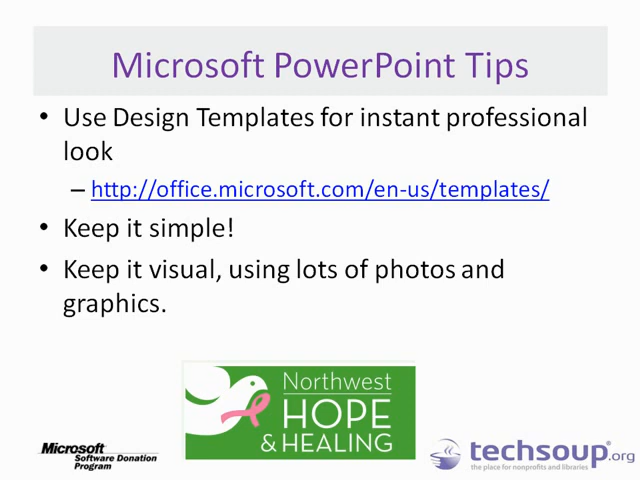 Microsoft PowerPoint Tips
• Use Design Templates for instant professional
look
– http://office.microsoft.com/en-us/templates/
• Keep it simple!
• Keep it visual, using lots of photos and
graphics.
Northwest
HOPE
& HEALING
Microsoft
Software Donation
Program
techsoup.org
the place for nonprofits and libraries